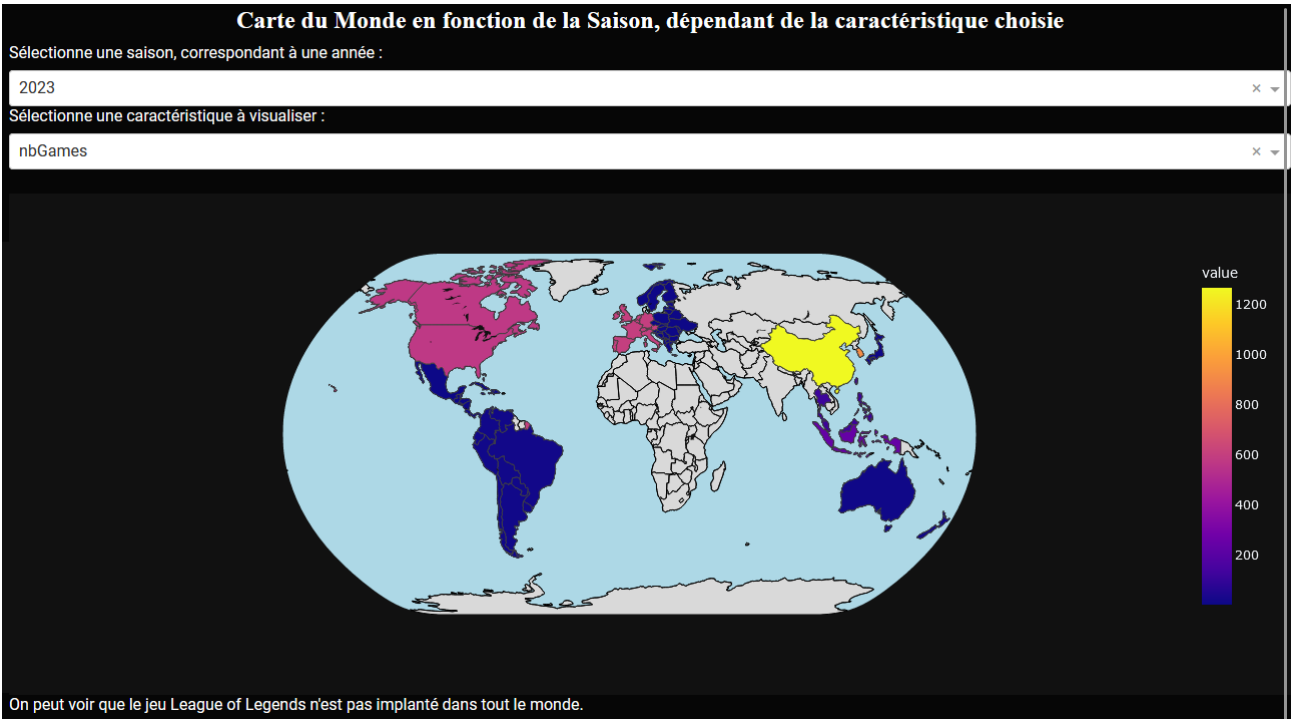 Carte du Monde en fonction de la Saison, dépendant de la caractéristique choisie
Sélectionne une saison, correspondant à une année :
2023
Sélectionne une caractéristique à visualiser :
nbGames
value
1200
1000
800
600
400
200
On peut voir que le jeu League of Legends n'est pas implanté dans tout le monde.